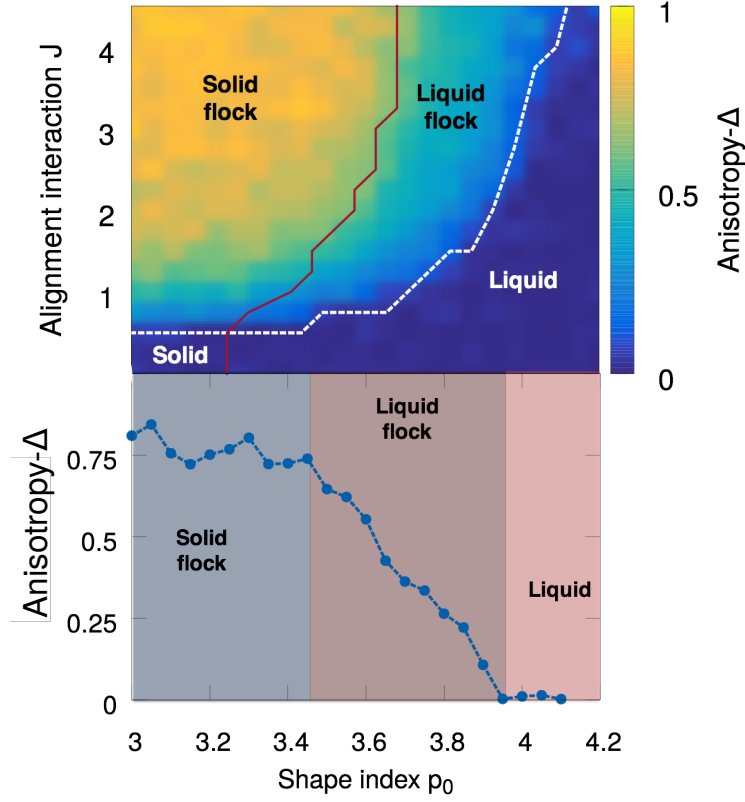 Alignment interaction J
4
3
2
1
Solid
flock
Liquid
flock
Liquid
Solid
1
0.5
0
Anisotropy-Δ
Anisotropy-Δ
0.75
0.5
0.25
0
Solid
flock
Liquid
flock
Liquid
3 3.2 3.4 3.6 3.8 4 4.2
Shape index p₀